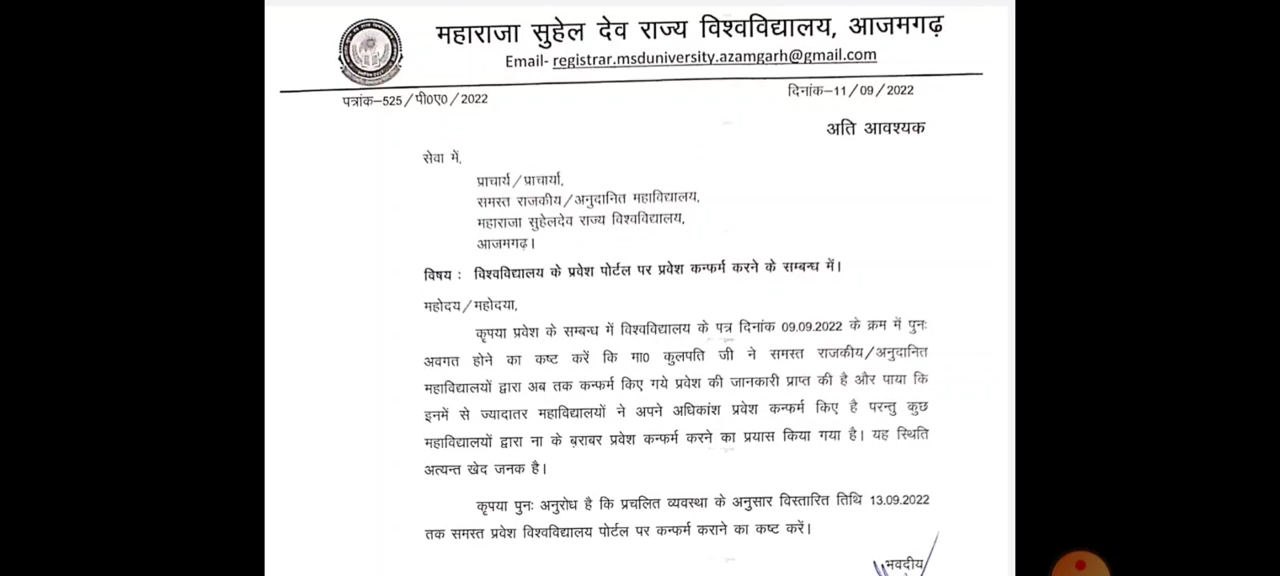 महाराजा सुहेल देव राज्य विश्वविद्यालय, आजमगढ़
Email- registrar.msduniversity.azamgarh@gmail.com
पत्रांक–525/पी0ए0/2022
दिनांक–11/09/2022
अति आवश्यक
सेवा में,
प्राचार्य/प्राचार्या,
समस्त राजकीय/अनुदानित महाविद्यालय,
महाराजा सुहेलदेव राज्य विश्वविद्यालय,
आजमगढ़।
विषय : विश्वविद्यालय के प्रवेश पोर्टल पर प्रवेश कन्फर्म करने के सम्बन्ध में।
महोदय/महोदया,
कृपया प्रवेश के सम्बन्ध में विश्वविद्यालय के पत्र दिनांक 09.09.2022 के क्रम में पुनः
अवगत होने का कष्ट करें कि मा0 कुलपति जी ने समस्त राजकीय/अनुदानित
महाविद्यालयों द्वारा अब तक कन्फर्म किए गये प्रवेश की जानकारी प्राप्त की है और पाया कि
इनमें से ज्यादातर महाविद्यालयों ने अपने अधिकांश प्रवेश कन्फर्म किए है परन्तु कुछ
महाविद्यालयों द्वारा ना के बराबर प्रवेश कन्फर्म करने का प्रयास किया गया है। यह स्थिति
अत्यन्त खेद जनक है।
कृपया पुनः अनुरोध है कि प्रचलित व्यवस्था के अनुसार विस्तारित तिथि 13.09.2022
तक समस्त प्रवेश विश्वविद्यालय पोर्टल पर कन्फर्म कराने का कष्ट करें।
भवदीय